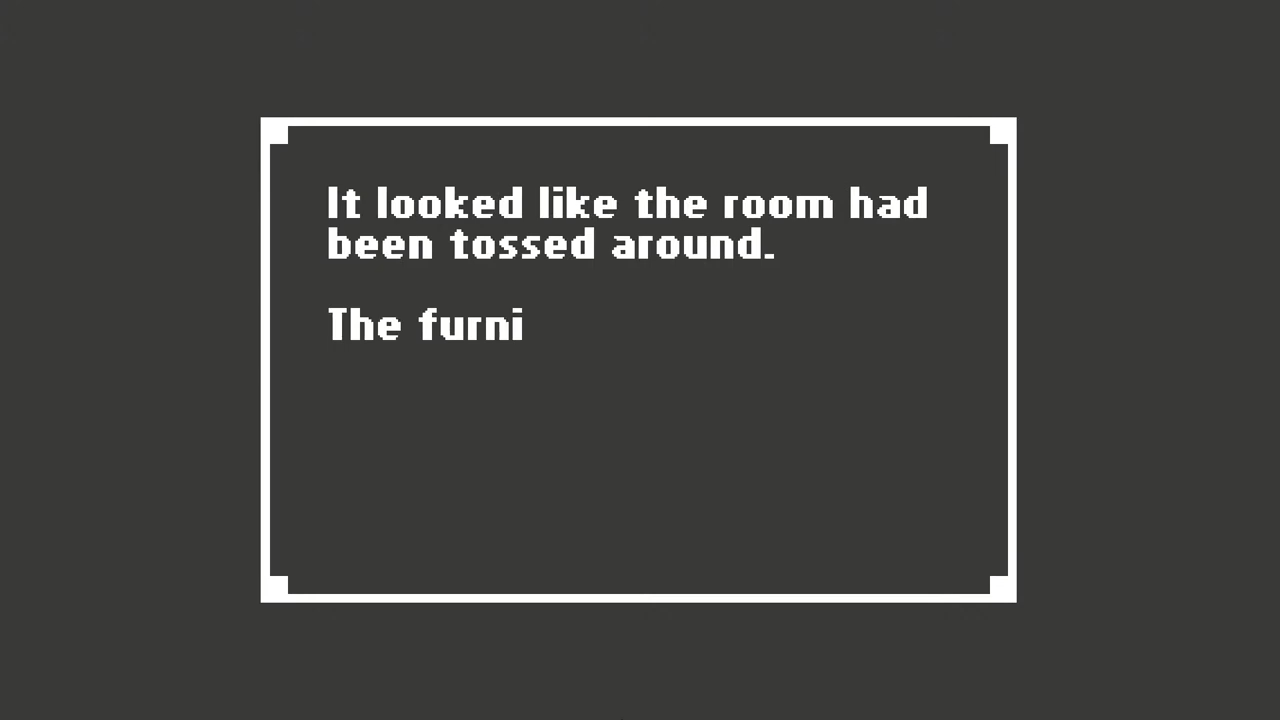 It looked like the room had
been tossed around.
The furni